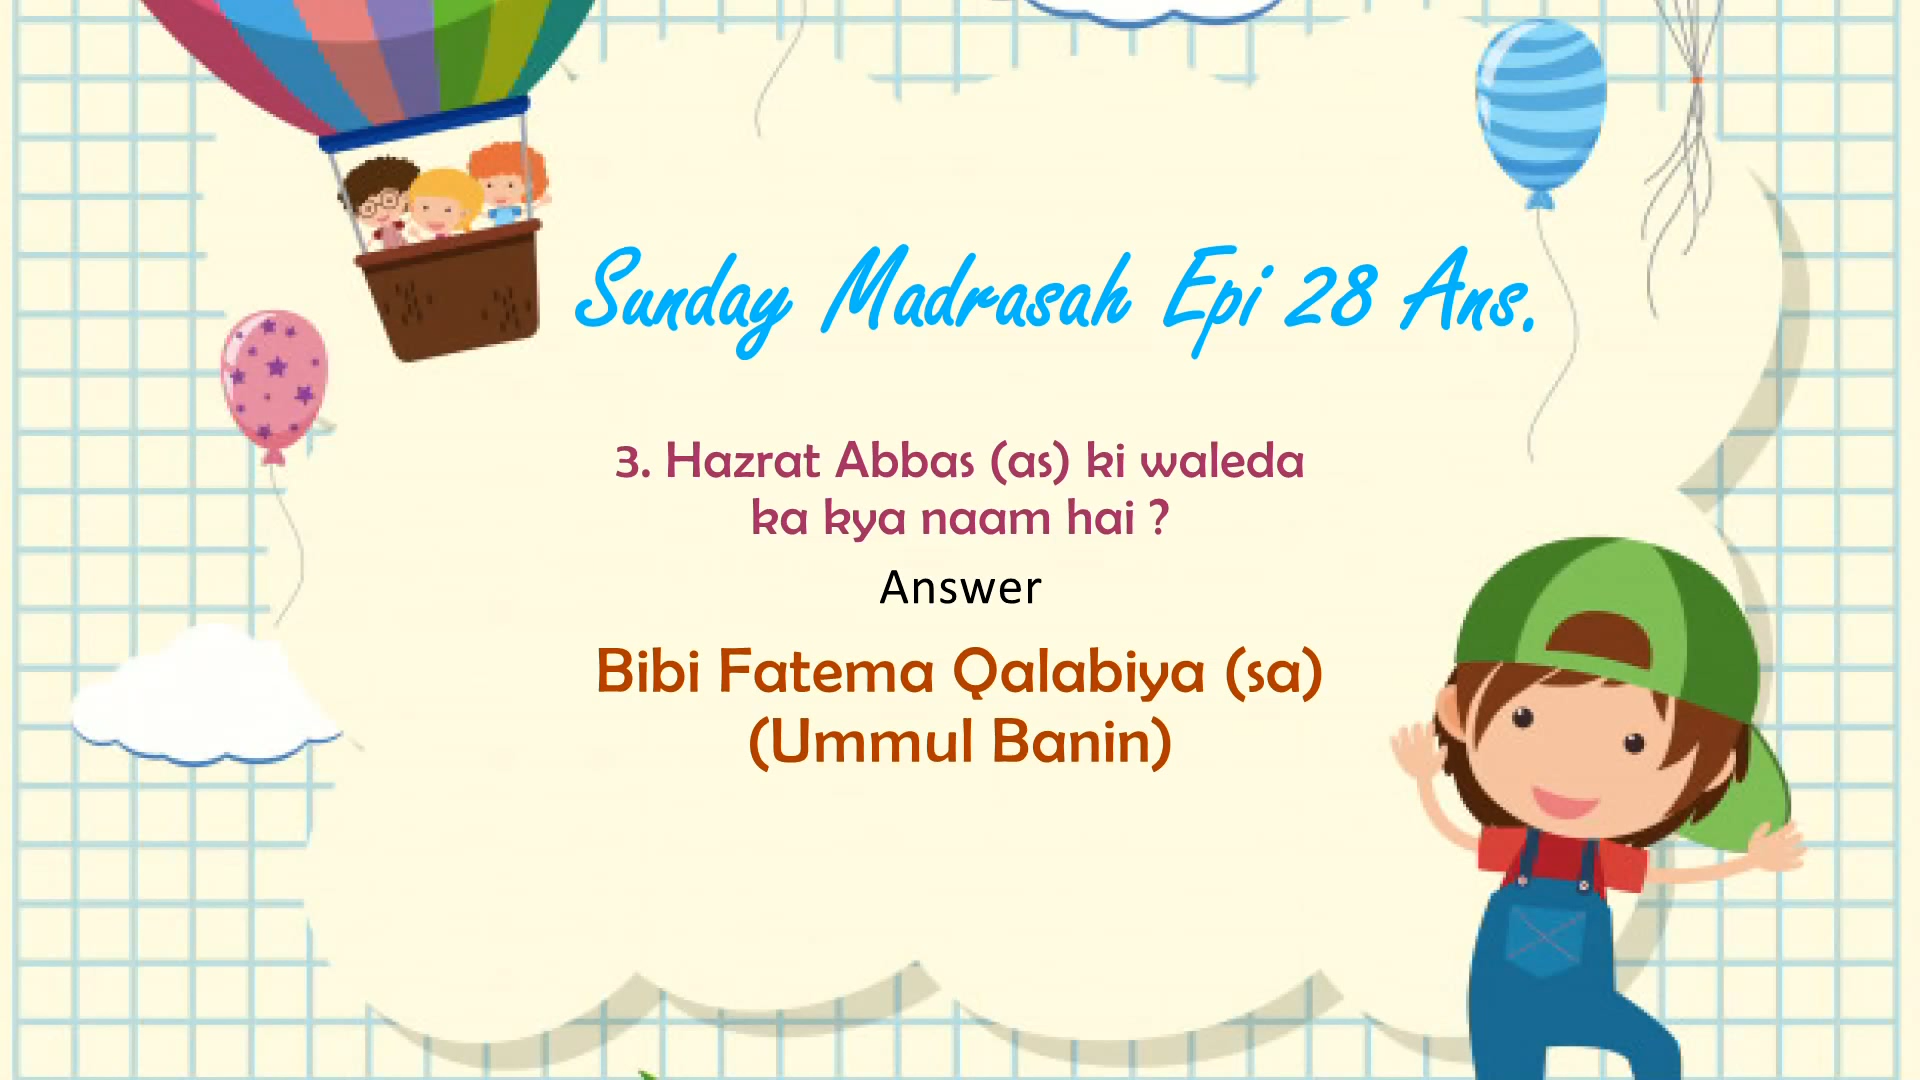 Sunday Madrasah Epi 28 Ans.
3. Hazrat Abbas (as) ki waleda
ka kya naam hai ?
Answer
Bibi Fatema Qalabiya (sa)
(Ummul Banin)